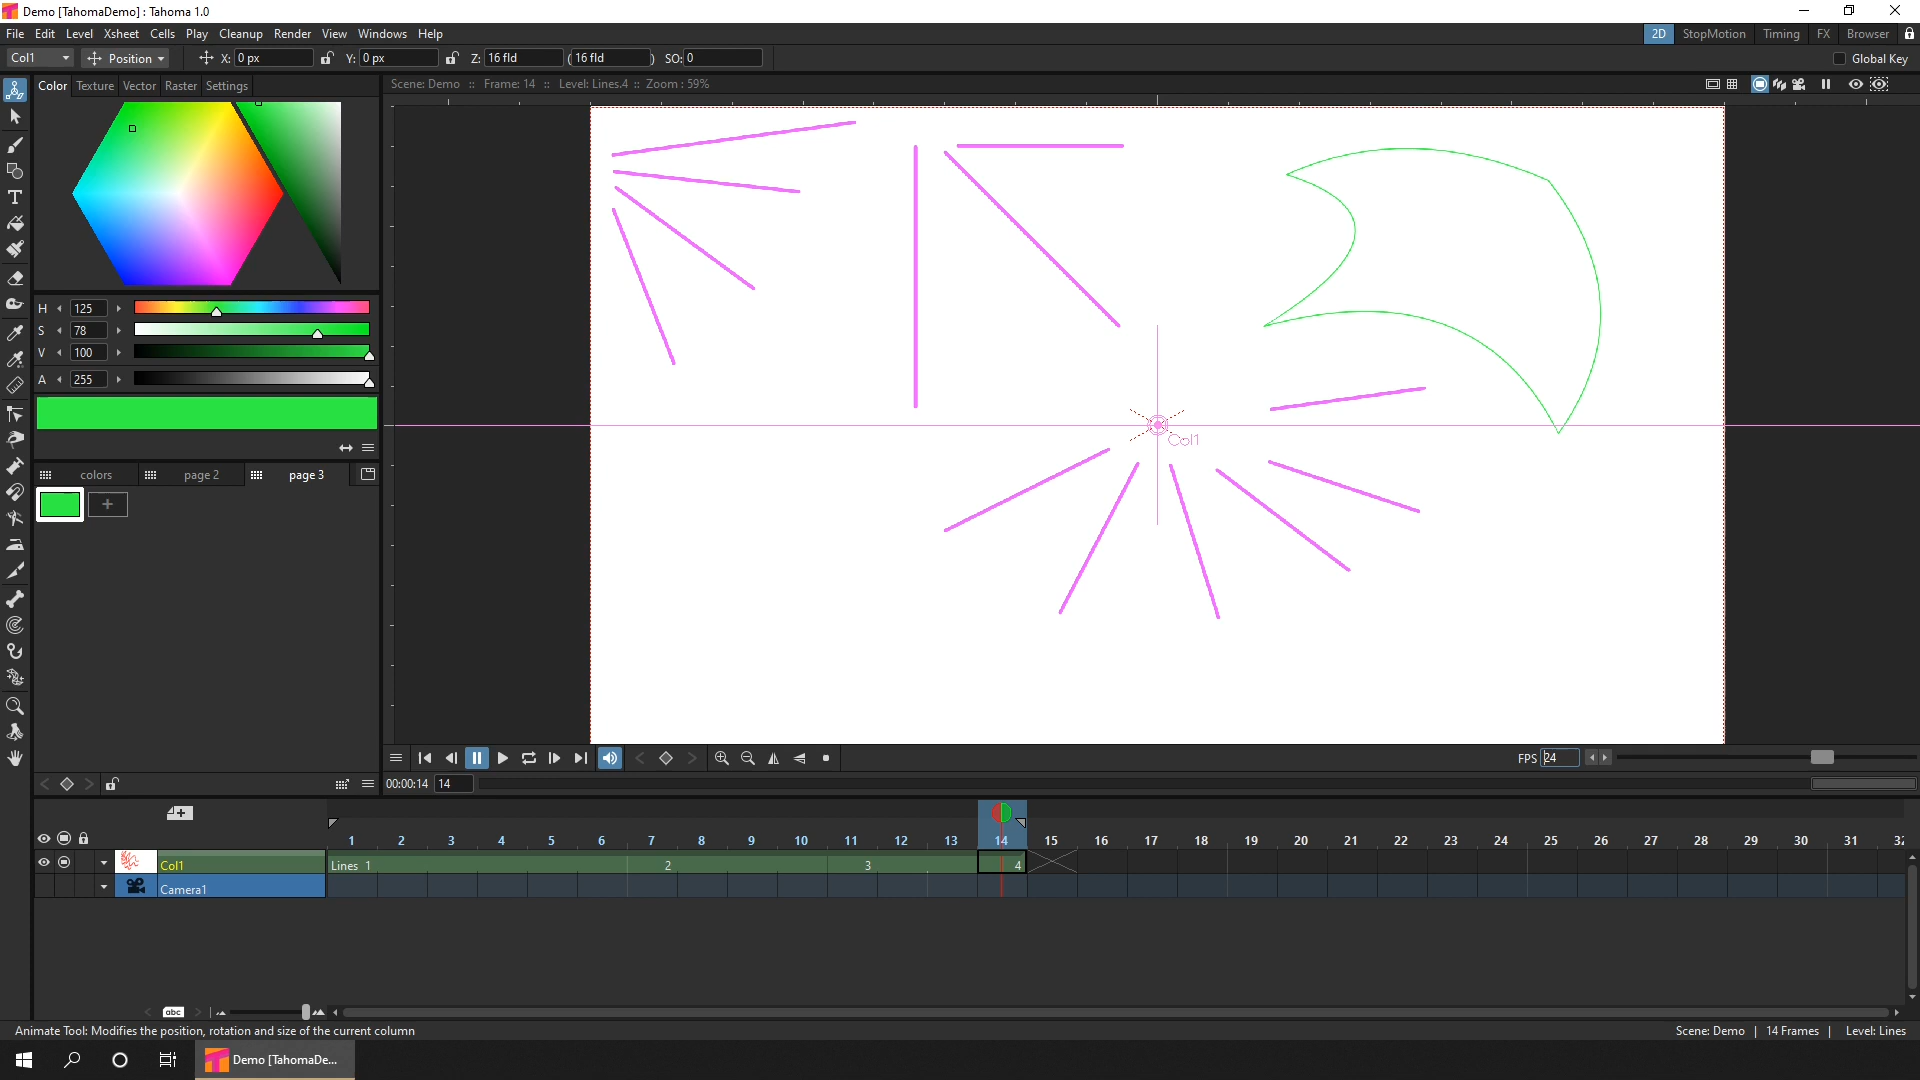 Demo [TahomaDemo] : Tahoma 1.0
File Edit Level Xsheet Cells Play Cleanup Render View Windows Help
2D StopMotion Timing FX Browser
Col1 Position X: 0 px Y: 0 px Z: 16 fld ( 16 fld ) SO: 0 Global Key
Color Texture Vector Raster Settings
Scene: Demo :: Frame: 14 :: Level: Lines.4 :: Zoom : 59%
H 125
S 78
V 100
A 255
Col1
colors page 2 page 3
FPS 24
00:00:14 14
1 2 3 4 5 6 7 8 9 10 11 12 13 14 15 16 17 18 19 20 21 22 23 24 25 26 27 28 29 30 31
Col1 Lines 1 2 3 4
Camera1
abc
Animate Tool: Modifies the position, rotation and size of the current column
Scene: Demo | 14 Frames | Level: Lines
Demo [TahomaDe...